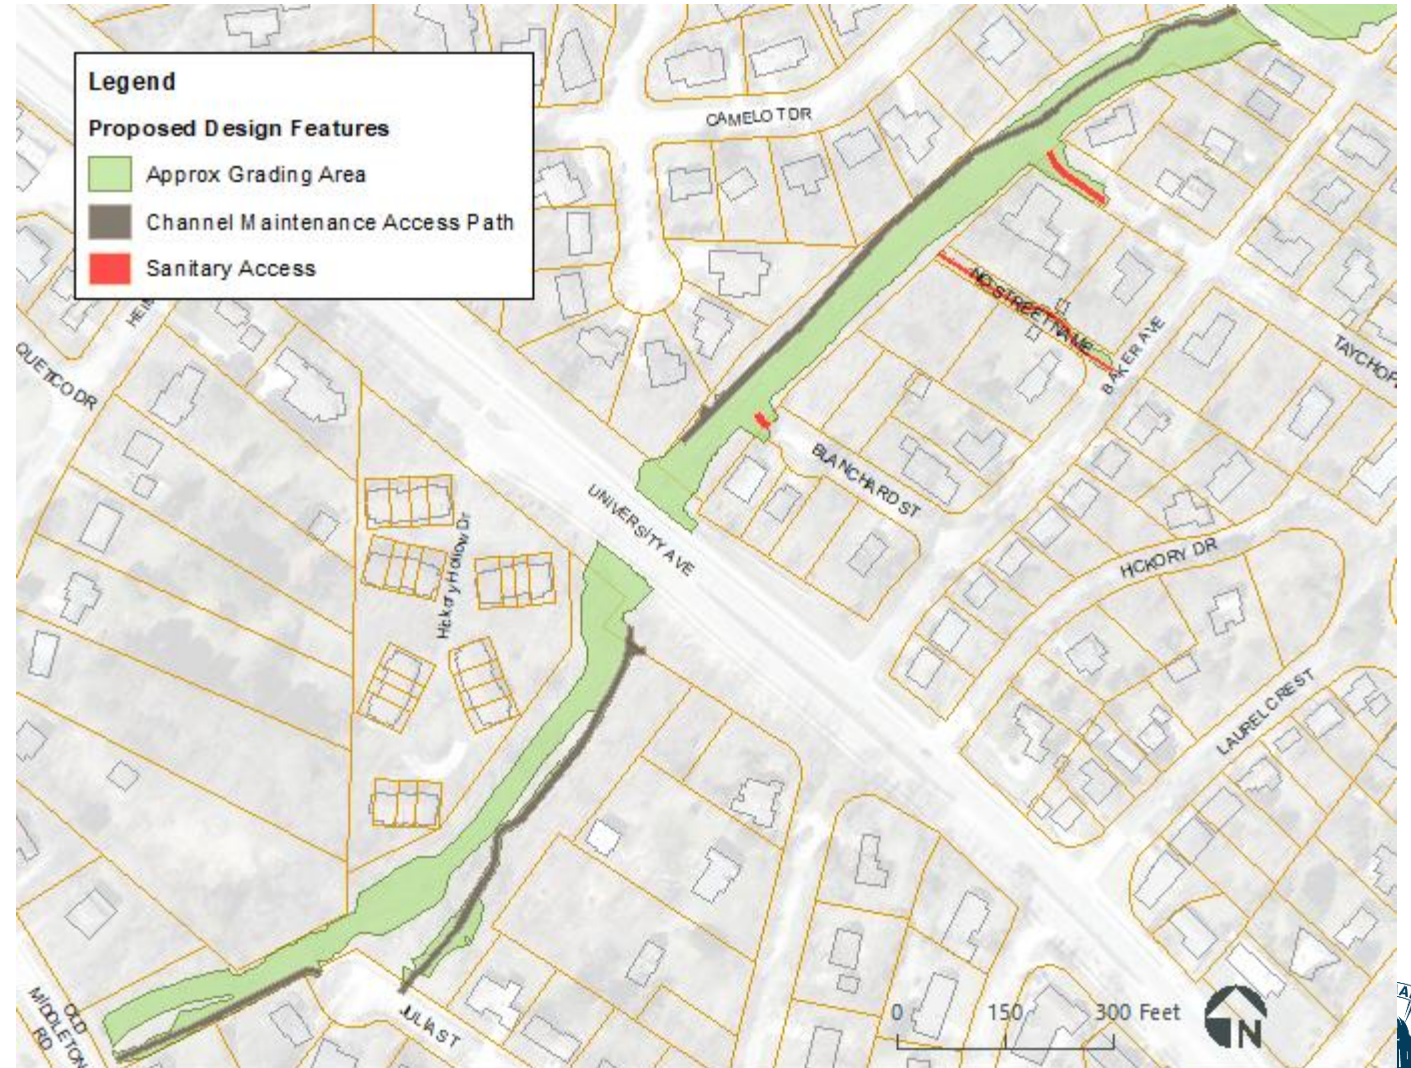 Legend
Proposed Design Features
Approx Grading Area
Channel Maintenance Access Path
Sanitary Access
CAMELOT DR
QUETICO DR
NO STREET NAME
BAKER AVE
BLANCHARD ST
UNIVERSITY AVE
Hickory Hollow Dr
HCKORY DR
LAUREL CREST
OLD
MIDDLETON
RD
JULIA ST
0 150 300 Feet
N